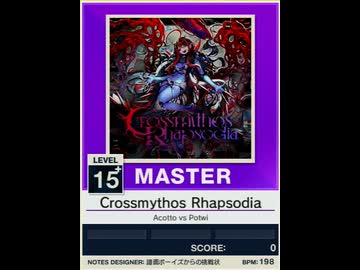 Crossmythos
Rhapsodia
LEVEL
15+
MASTER
Crossmythos Rhapsodia
Acotto vs Potwi
SCORE: 0
NOTES DESIGNER: 譜面ボーイズからの挑戦状 BPM: 198